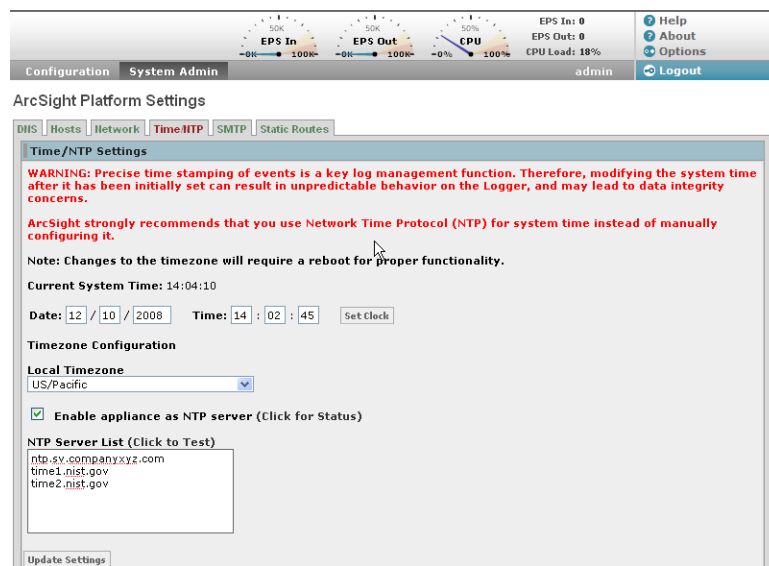 50K 50K 50% EPS In: 0 Help
EPS In EPS Out CPU EPS Out: 0 About
0K 100K 0K 100K 0% 100% CPU Load: 18% Options
Configuration System Admin admin Logout
ArcSight Platform Settings
DNS Hosts Network Time/NTP SMTP Static Routes
Time/NTP Settings
WARNING: Precise time stamping of events is a key log management function. Therefore, modifying the system time
after it has been initially set can result in unpredictable behavior on the Logger, and may lead to data integrity
concerns.
ArcSight strongly recommends that you use Network Time Protocol (NTP) for system time instead of manually
configuring it.
Note: Changes to the timezone will require a reboot for proper functionality.
Current System Time: 14:04:10
Date: 12 / 10 / 2008 Time: 14 : 02 : 45 Set Clock
Timezone Configuration
Local Timezone
US/Pacific
Enable appliance as NTP server (Click for Status)
NTP Server List (Click to Test)
ntp.sv.companyxyz.com
time1.nist.gov
time2.nist.gov
Update Settings